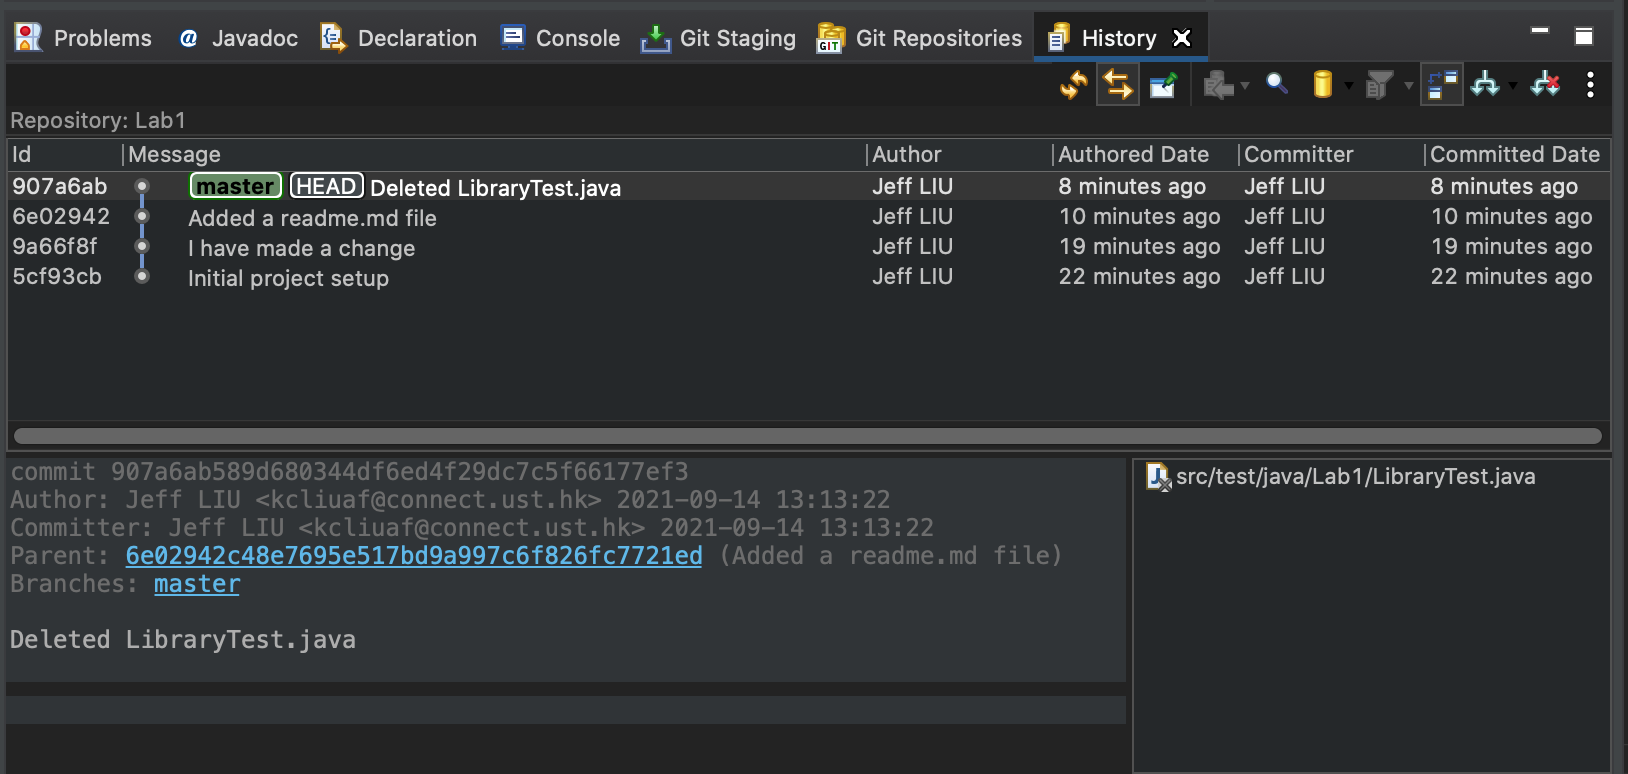 Problems @ Javadoc Declaration Console Git Staging GIT Git Repositories History
Repository: Lab1
Id Message Author Authored Date Committer Committed Date
907a6ab master HEAD Deleted LibraryTest.java Jeff LIU 8 minutes ago Jeff LIU 8 minutes ago
6e02942 Added a readme.md file Jeff LIU 10 minutes ago Jeff LIU 10 minutes ago
9a66f8f I have made a change Jeff LIU 19 minutes ago Jeff LIU 19 minutes ago
5cf93cb Initial project setup Jeff LIU 22 minutes ago Jeff LIU 22 minutes ago
commit 907a6ab589d680344df6ed4f29dc7c5f66177ef3
Author: Jeff LIU <kcliuaf@connect.ust.hk> 2021-09-14 13:13:22
Committer: Jeff LIU <kcliuaf@connect.ust.hk> 2021-09-14 13:13:22
Parent: 6e02942c48e7695e517bd9a997c6f826fc7721ed (Added a readme.md file)
Branches: master
Deleted LibraryTest.java
J src/test/java/Lab1/LibraryTest.java